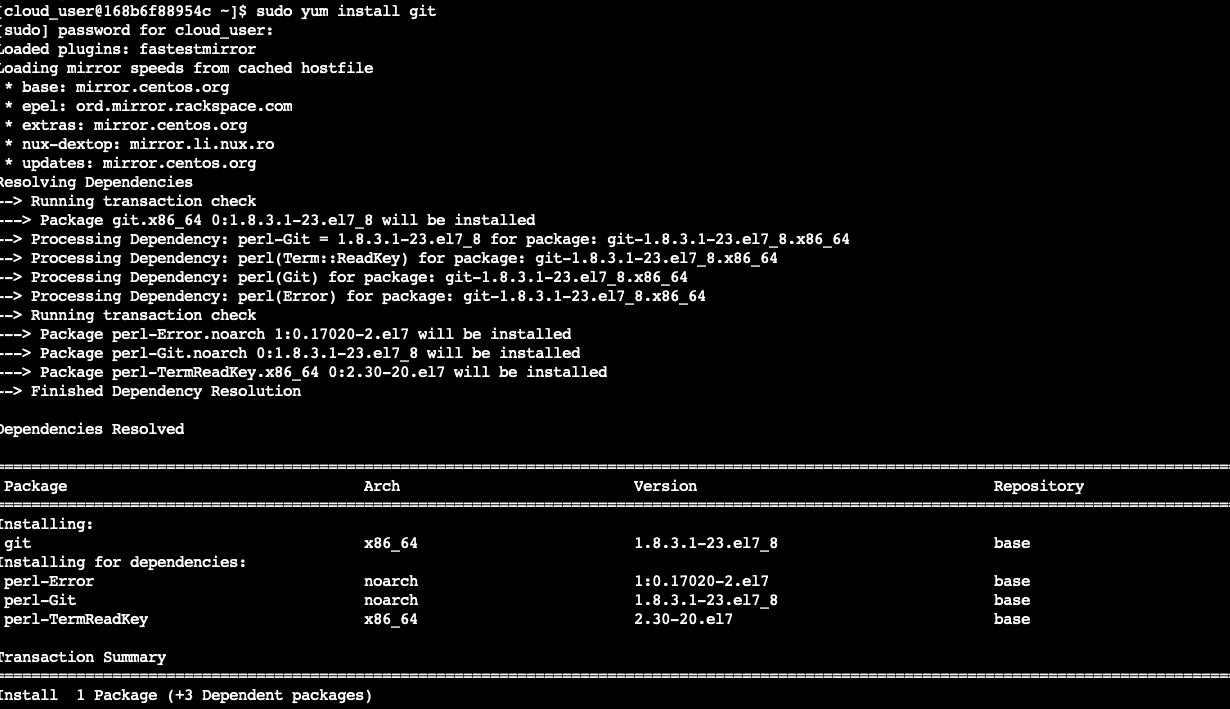 [cloud_user@168b6f88954c ~]$ sudo yum install git
[sudo] password for cloud_user:
Loaded plugins: fastestmirror
Loading mirror speeds from cached hostfile
 * base: mirror.centos.org
 * epel: ord.mirror.rackspace.com
 * extras: mirror.centos.org
 * nux-dextop: mirror.li.nux.ro
 * updates: mirror.centos.org
Resolving Dependencies
--> Running transaction check
---> Package git.x86_64 0:1.8.3.1-23.el7_8 will be installed
--> Processing Dependency: perl-Git = 1.8.3.1-23.el7_8 for package: git-1.8.3.1-23.el7_8.x86_64
--> Processing Dependency: perl(Term::ReadKey) for package: git-1.8.3.1-23.el7_8.x86_64
--> Processing Dependency: perl(Git) for package: git-1.8.3.1-23.el7_8.x86_64
--> Processing Dependency: perl(Error) for package: git-1.8.3.1-23.el7_8.x86_64
--> Running transaction check
---> Package perl-Error.noarch 1:0.17020-2.el7 will be installed
---> Package perl-Git.noarch 0:1.8.3.1-23.el7_8 will be installed
---> Package perl-TermReadKey.x86_64 0:2.30-20.el7 will be installed
--> Finished Dependency Resolution
Dependencies Resolved
Package Arch Version Repository
Installing:
git x86_64 1.8.3.1-23.el7_8 base
Installing for dependencies:
perl-Error noarch 1:0.17020-2.el7 base
perl-Git noarch 1.8.3.1-23.el7_8 base
perl-TermReadKey x86_64 2.30-20.el7 base
Transaction Summary
Install 1 Package (+3 Dependent packages)